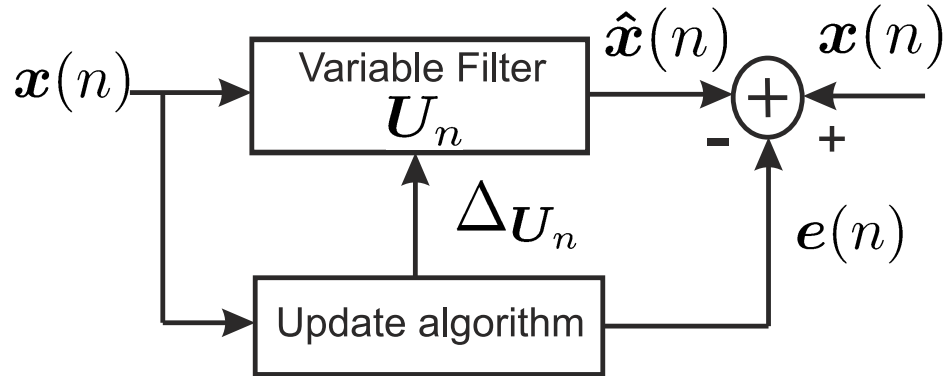 x(n)
Variable Filter
U_n
x̂(n)
x(n)
+
-
+
Δ_{U_n}
e(n)
Update algorithm